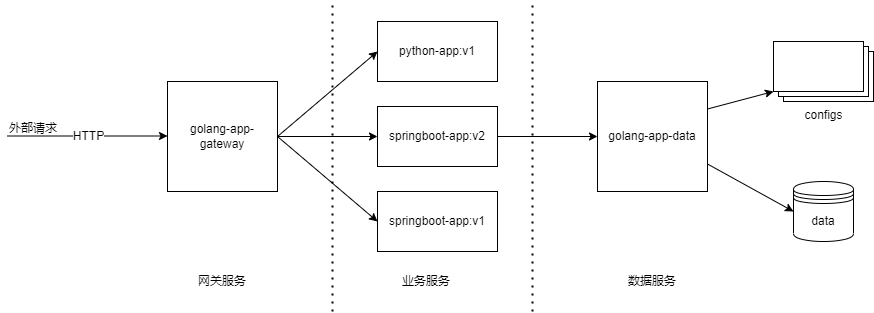 外部请求
HTTP
golang-app-
gateway
python-app:v1
springboot-app:v2
springboot-app:v1
golang-app-data
configs
data
网关服务
业务服务
数据服务